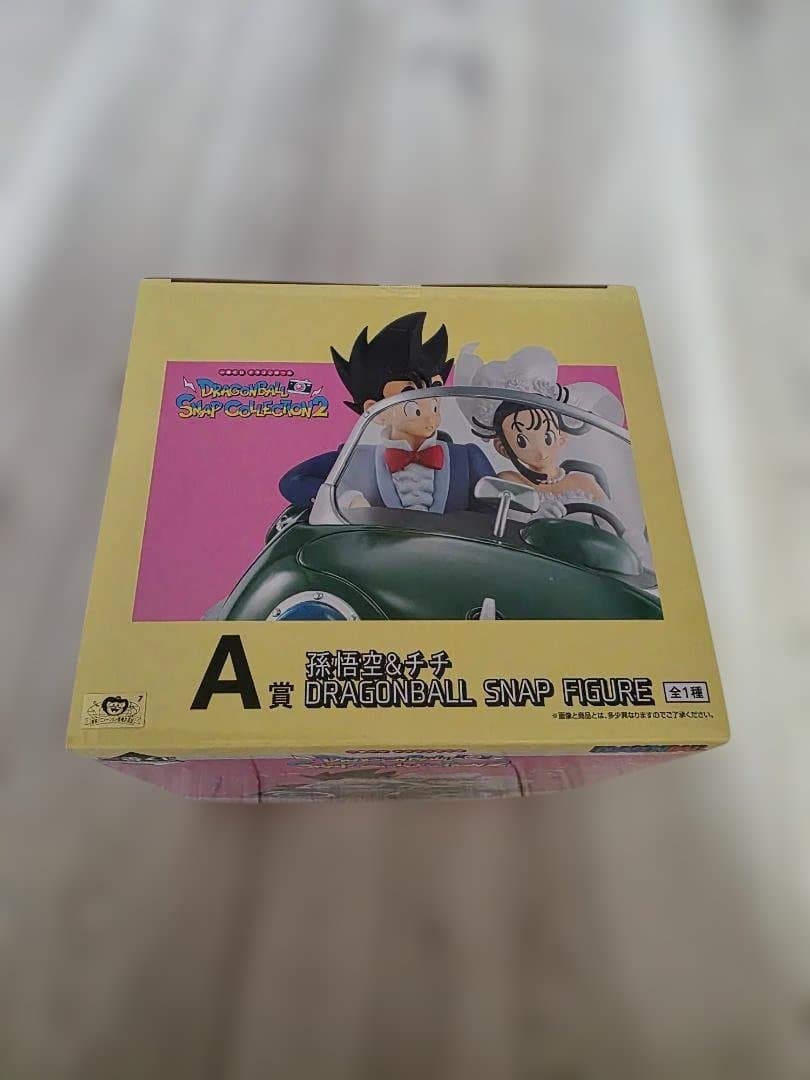 DRAGONBALL
SNAP COLLECTION2
A賞
孫悟空&チチ
DRAGONBALL SNAP FIGURE
全1種
※画像と商品とは、多少異なりますのでご了承ください。
7